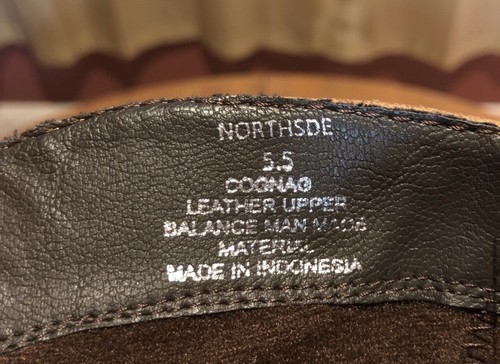 NORTHSDE
5.5
COGNAC
LEATHER UPPER
BALANCE MAN MADE
MATERIAL
MADE IN INDONESIA